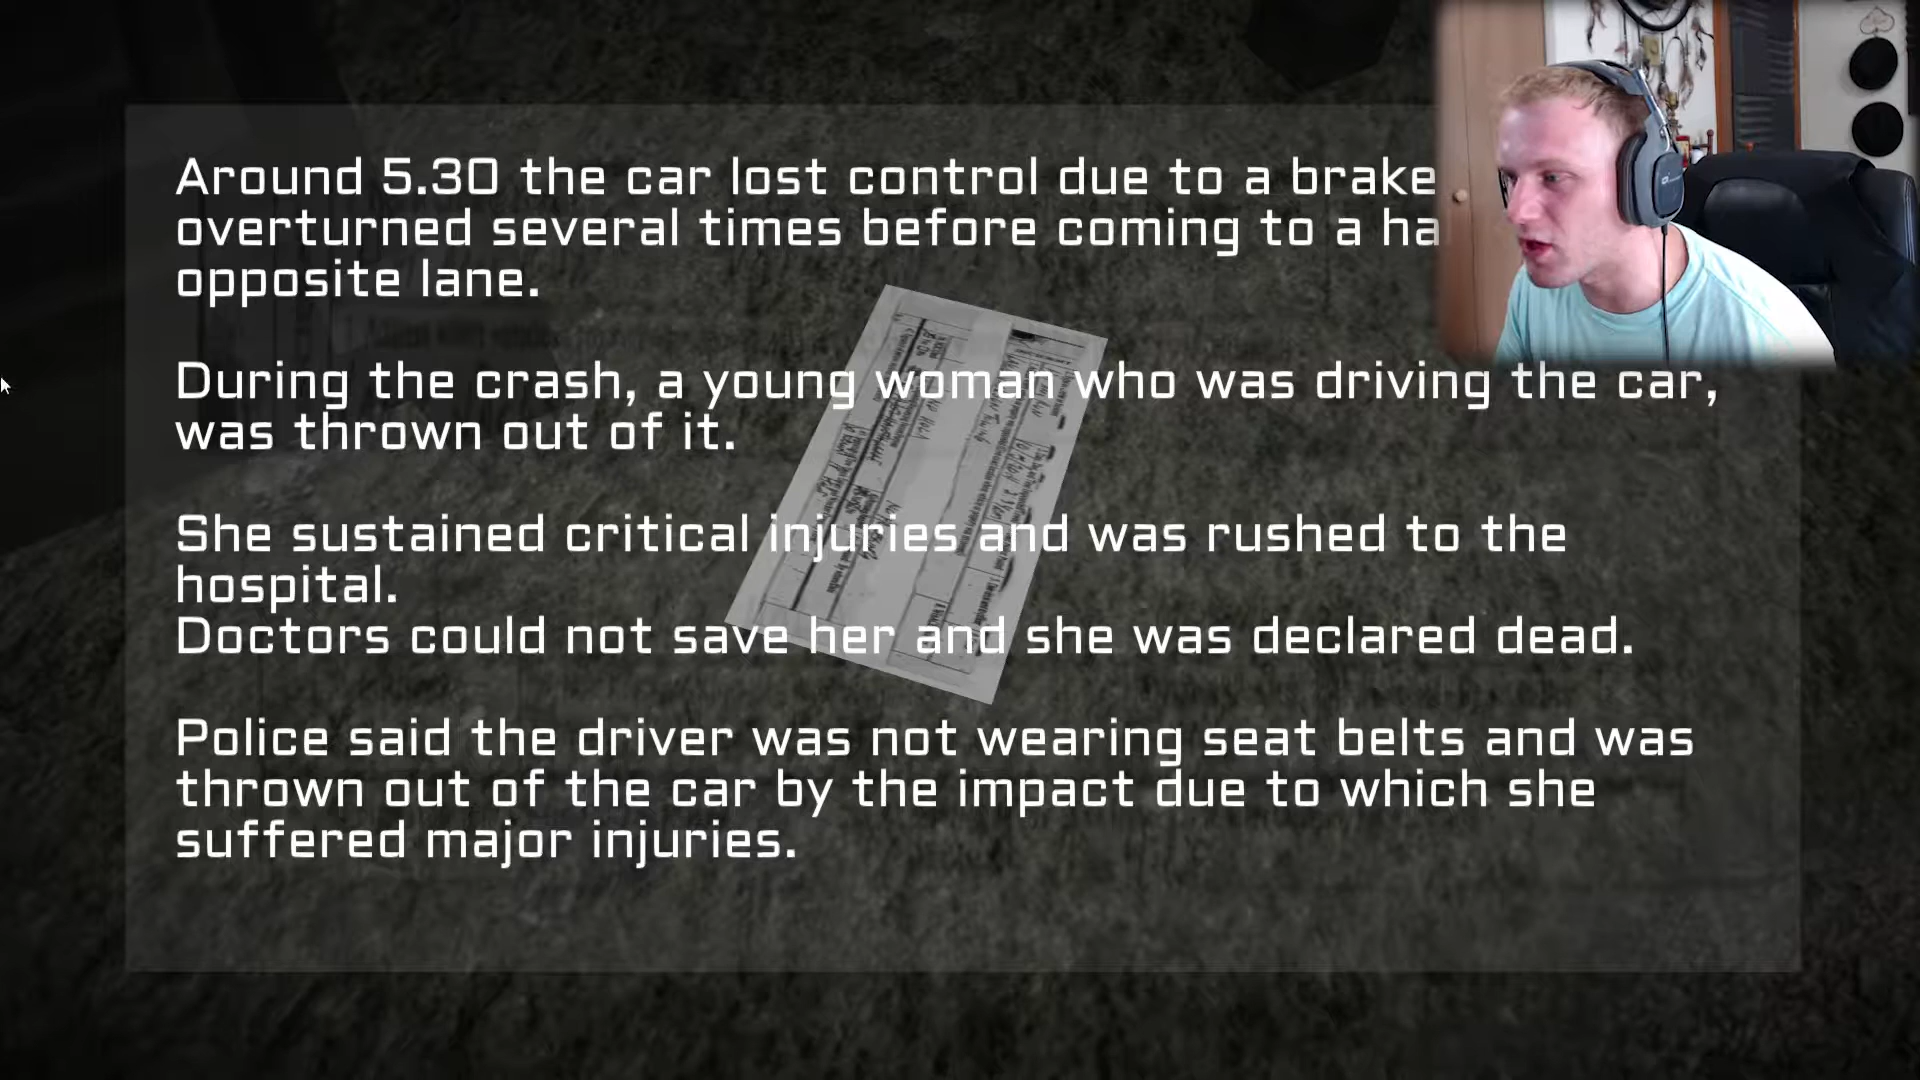 Around 5.30 the car lost control due to a brake
overturned several times before coming to a
opposite lane.
During the crash, a young woman who was driving the car,
was thrown out of it.
She sustained critical injuries and was rushed to the
hospital.
Doctors could not save her and she was declared dead.
Police said the driver was not wearing seat belts and was
thrown out of the car by the impact due to which she
suffered major injuries.